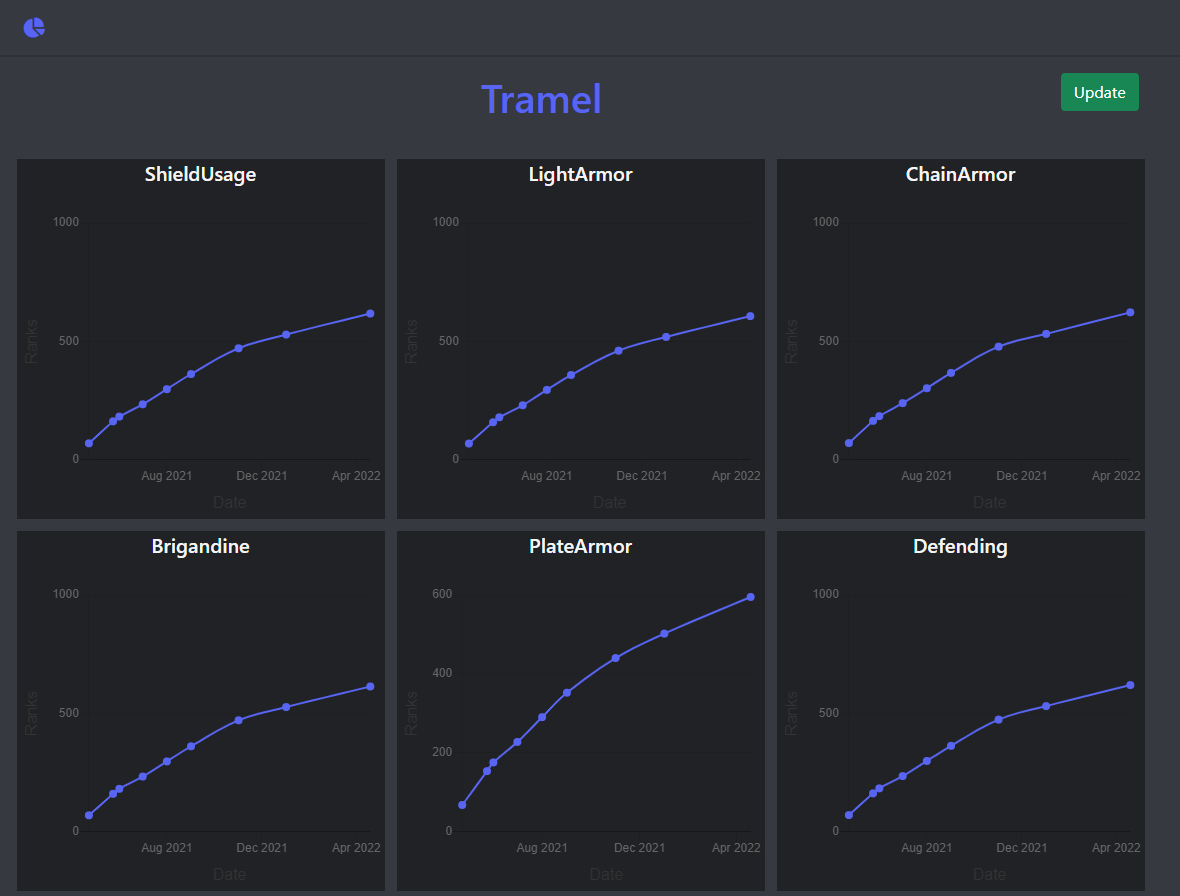 Tramel
Update
ShieldUsage
1000
500
0
Ranks
Aug 2021 Dec 2021 Apr 2022
Date
LightArmor
1000
500
0
Ranks
Aug 2021 Dec 2021 Apr 2022
Date
ChainArmor
1000
500
0
Ranks
Aug 2021 Dec 2021 Apr 2022
Date
Brigandine
1000
500
0
Ranks
Aug 2021 Dec 2021 Apr 2022
Date
PlateArmor
600
400
200
0
Ranks
Aug 2021 Dec 2021 Apr 2022
Date
Defending
1000
500
0
Ranks
Aug 2021 Dec 2021 Apr 2022
Date